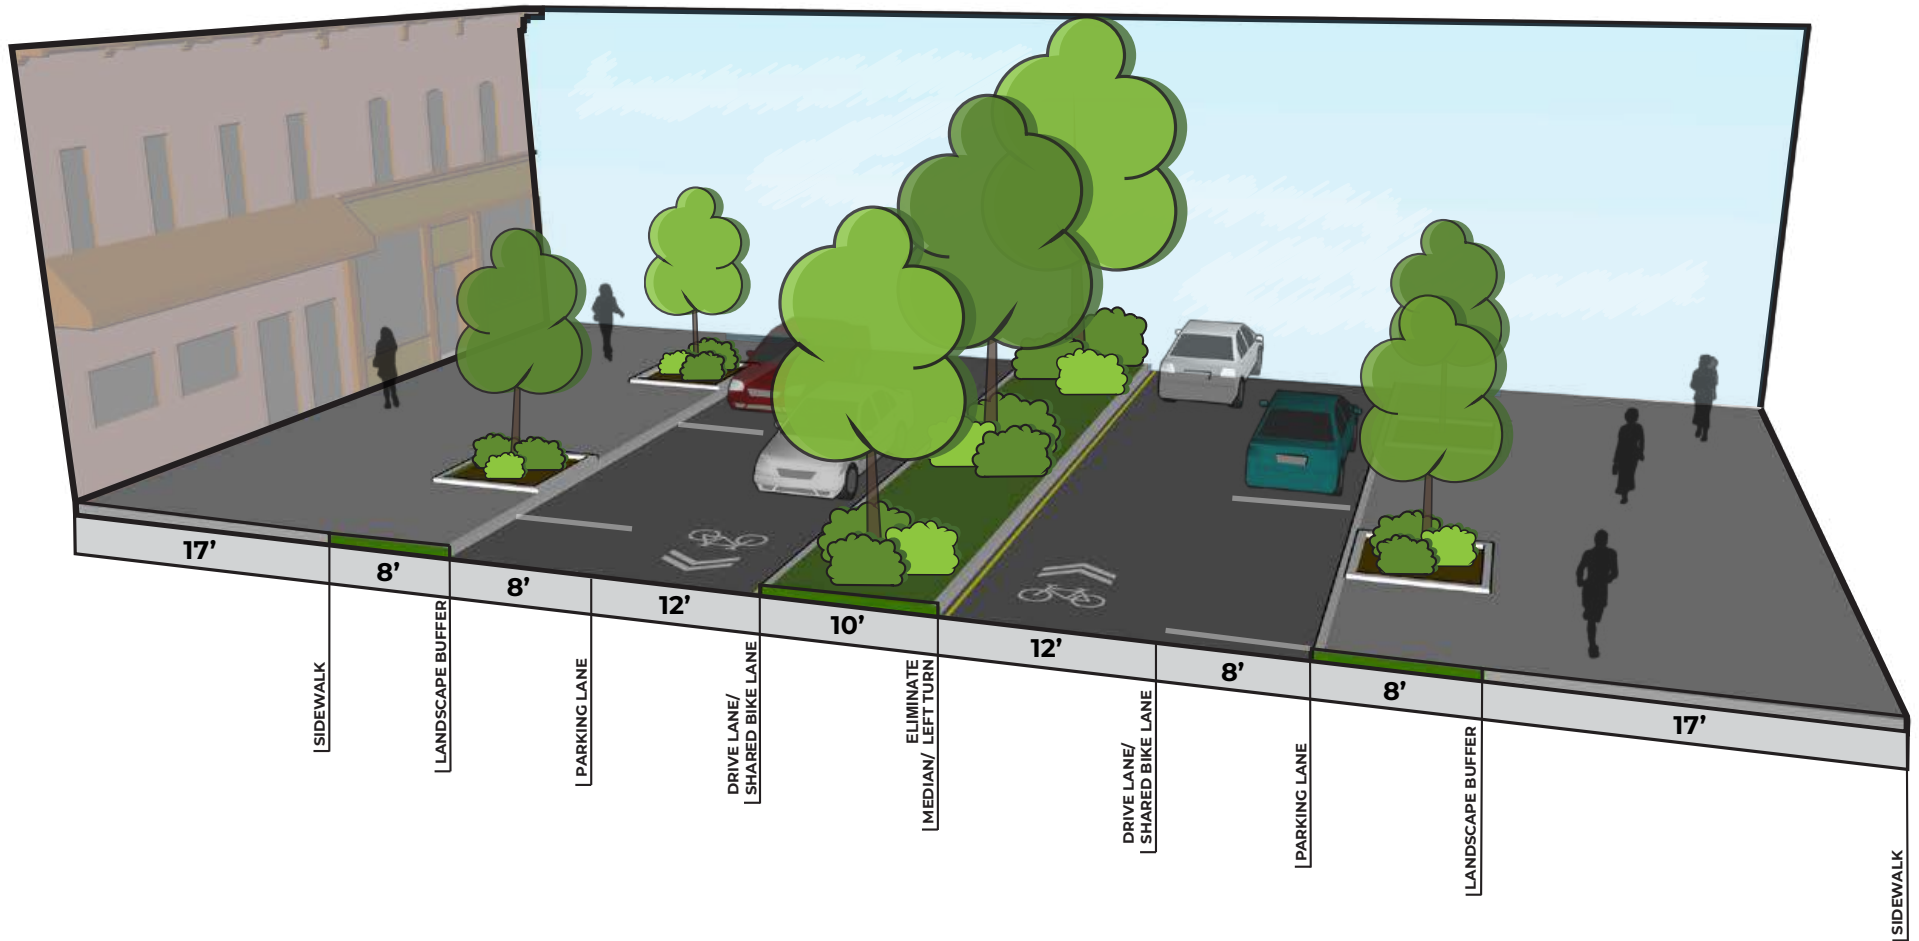 17’
8’
8’
12’
10’
12’
8’
8’
17’
SIDEWALK
LANDSCAPE BUFFER
PARKING LANE
DRIVE LANE/
SHARED BIKE LANE
ELIMINATE
MEDIAN/ LEFT TURN
DRIVE LANE/
SHARED BIKE LANE
PARKING LANE
LANDSCAPE BUFFER
SIDEWALK